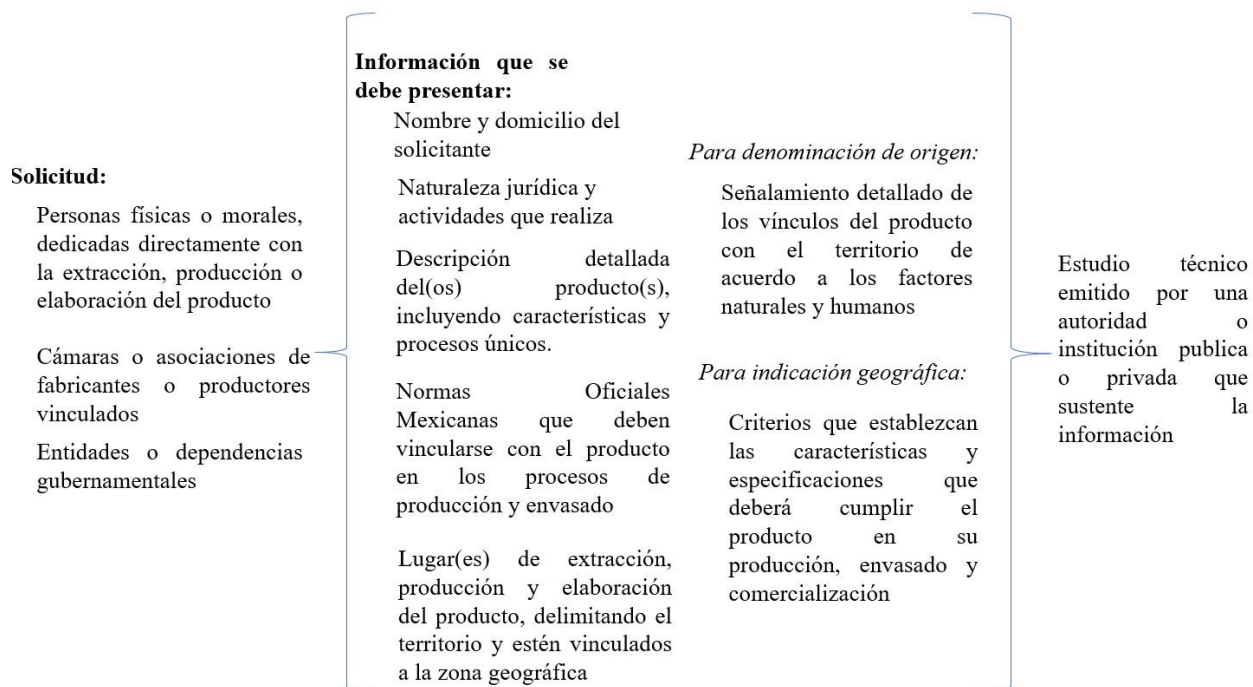 Solicitud:
Personas físicas o morales,
dedicadas directamente con
la extracción, producción o
elaboración del producto
Cámaras o asociaciones de
fabricantes o productores
vinculados
Entidades o dependencias
gubernamentales
Información que se
debe presentar:
Nombre y domicilio del
solicitante
Naturaleza jurídica y
actividades que realiza
Descripción detallada
del(os) producto(s),
incluyendo características y
procesos únicos.
Normas Oficiales
Mexicanas que deben
vincularse con el producto
en los procesos de
producción y envasado
Lugar(es) de extracción,
producción y elaboración
del producto, delimitando el
territorio y estén vinculados
a la zona geográfica
Para denominación de origen:
Señalamiento detallado de
los vínculos del producto
con el territorio de
acuerdo a los factores
naturales y humanos
Para indicación geográfica:
Criterios que establezcan
las características y
especificaciones que
deberá cumplir el
producto en su
producción, envasado y
comercialización
Estudio técnico
emitido por una
autoridad o
institución publica
o privada que
sustente la
información